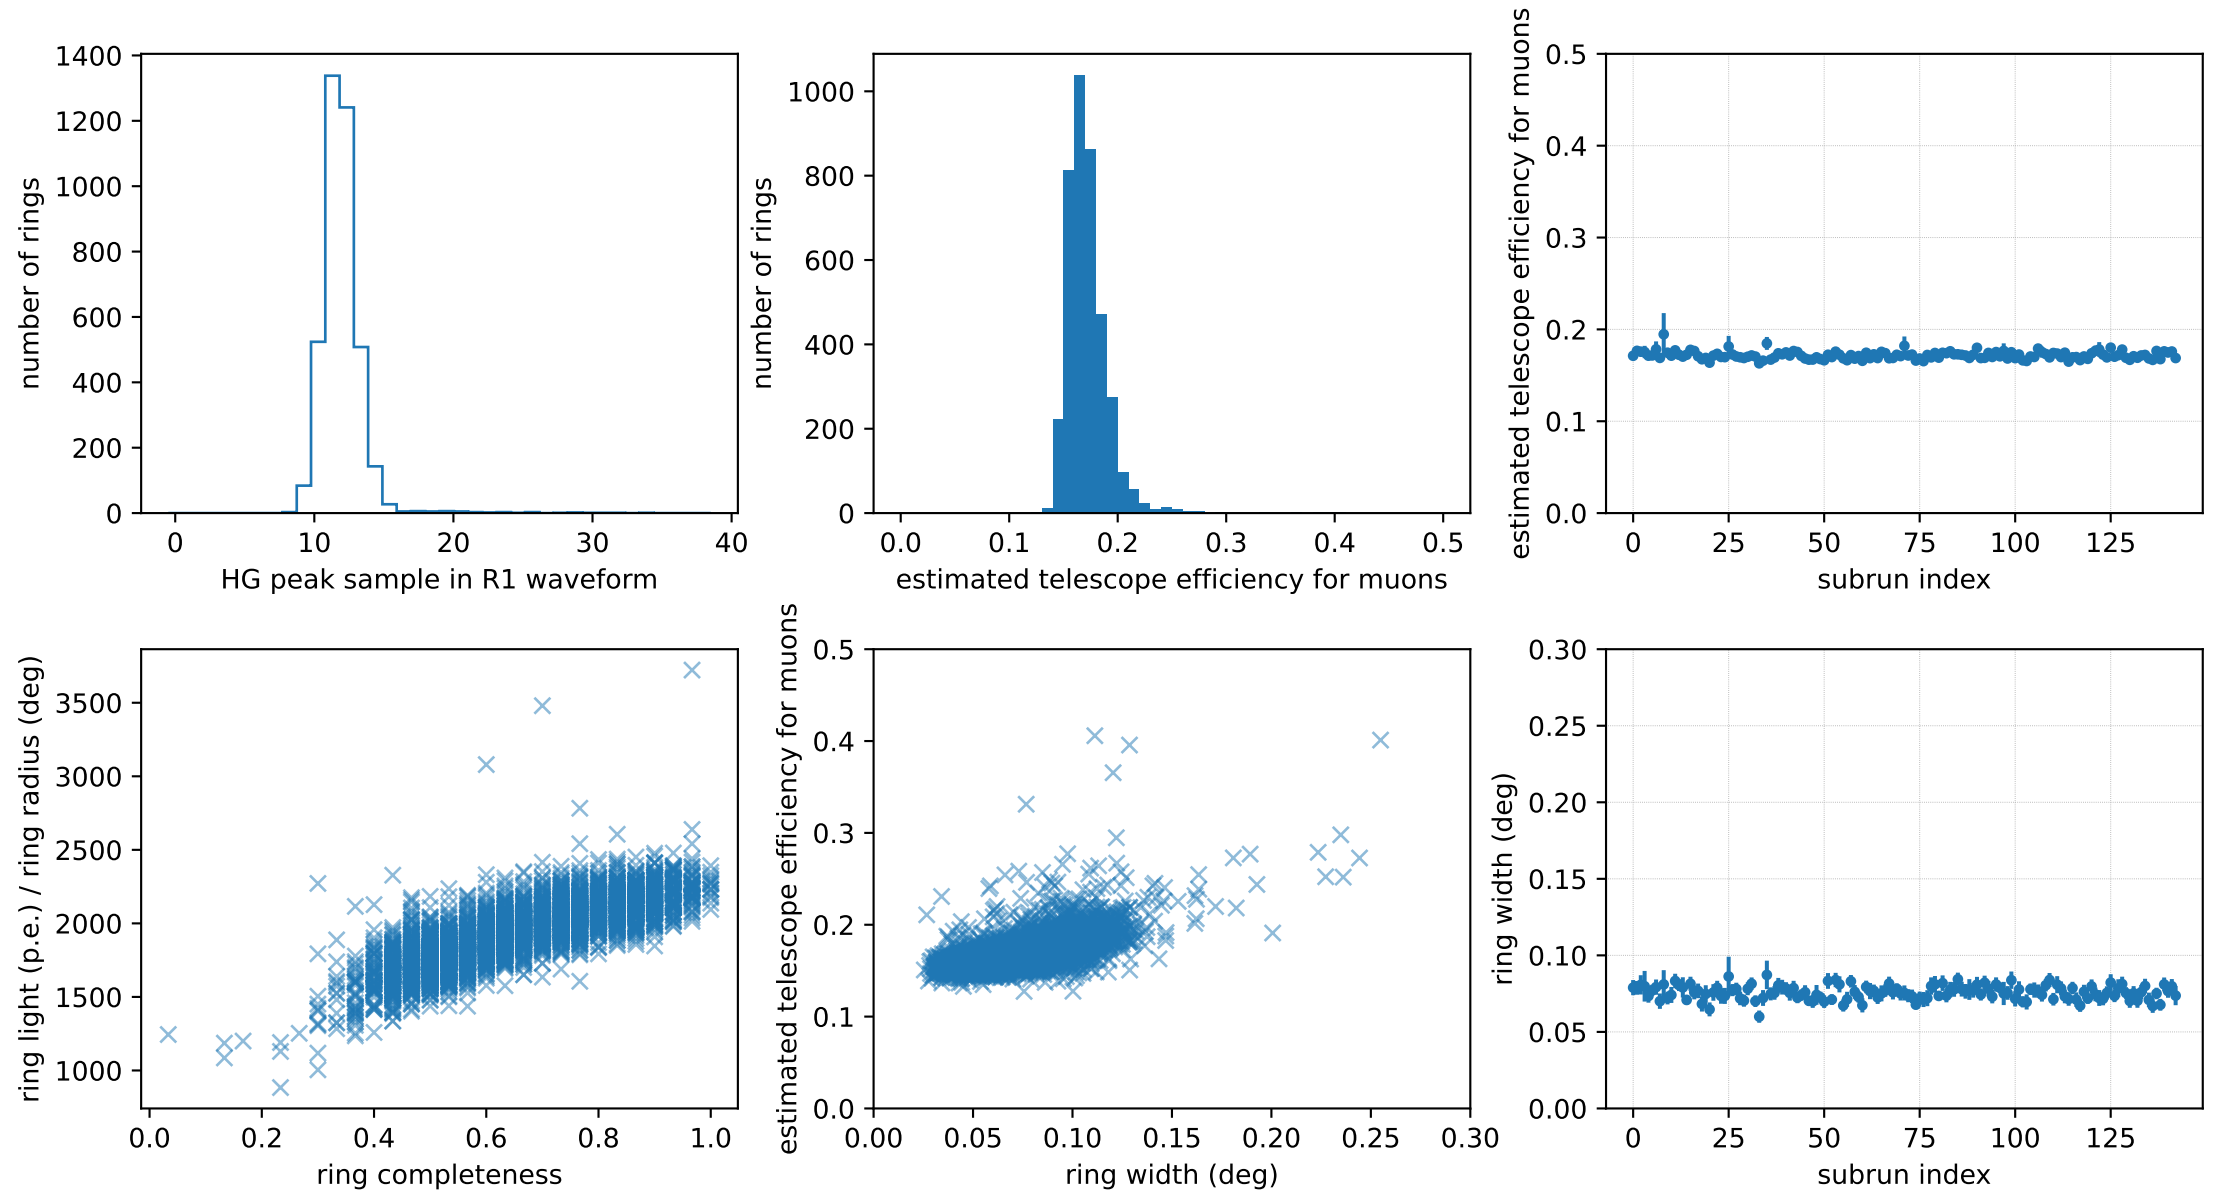 number of rings
1400
1200
1000
800
600
400
200
0
0 10 20 30 40
HG peak sample in R1 waveform
number of rings
1000
800
600
400
200
0
0.0 0.1 0.2 0.3 0.4 0.5
estimated telescope efficiency for muons
estimated telescope efficiency for muons
0.5
0.4
0.3
0.2
0.1
0.0
0 25 50 75 100 125
subrun index
ring light (p.e.) / ring radius (deg)
3500
3000
2500
2000
1500
1000
0.0 0.2 0.4 0.6 0.8 1.0
ring completeness
estimated telescope efficiency for muons
0.5
0.4
0.3
0.2
0.1
0.0
0.00 0.05 0.10 0.15 0.20 0.25 0.30
ring width (deg)
ring width (deg)
0.30
0.25
0.20
0.15
0.10
0.05
0.00
0 25 50 75 100 125
subrun index